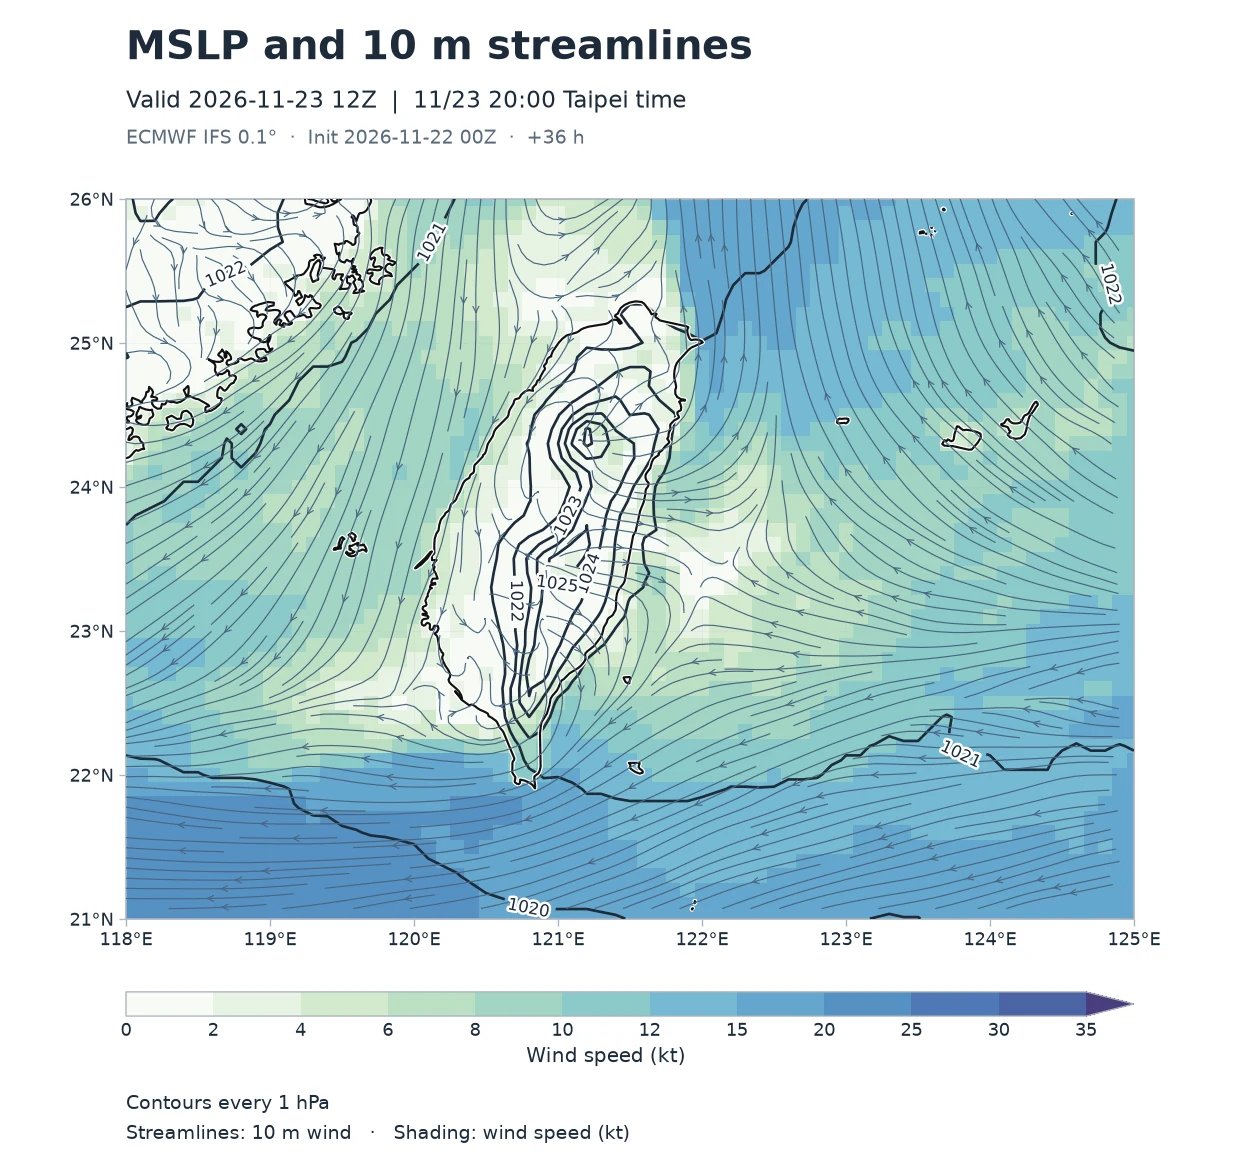 MSLP and 10 m streamlines
Valid 2026-11-23 12Z | 11/23 20:00 Taipei time
ECMWF IFS 0.1° · Init 2026-11-22 00Z · +36 h
26°N
25°N
24°N
23°N
22°N
21°N
1021
1022
1022
1023
1024
1025
1022
1021
1020
118°E 119°E 120°E 121°E 122°E 123°E 124°E 125°E
0 2 4 6 8 10 12 15 20 25 30 35
Wind speed (kt)
Contours every 1 hPa
Streamlines: 10 m wind · Shading: wind speed (kt)